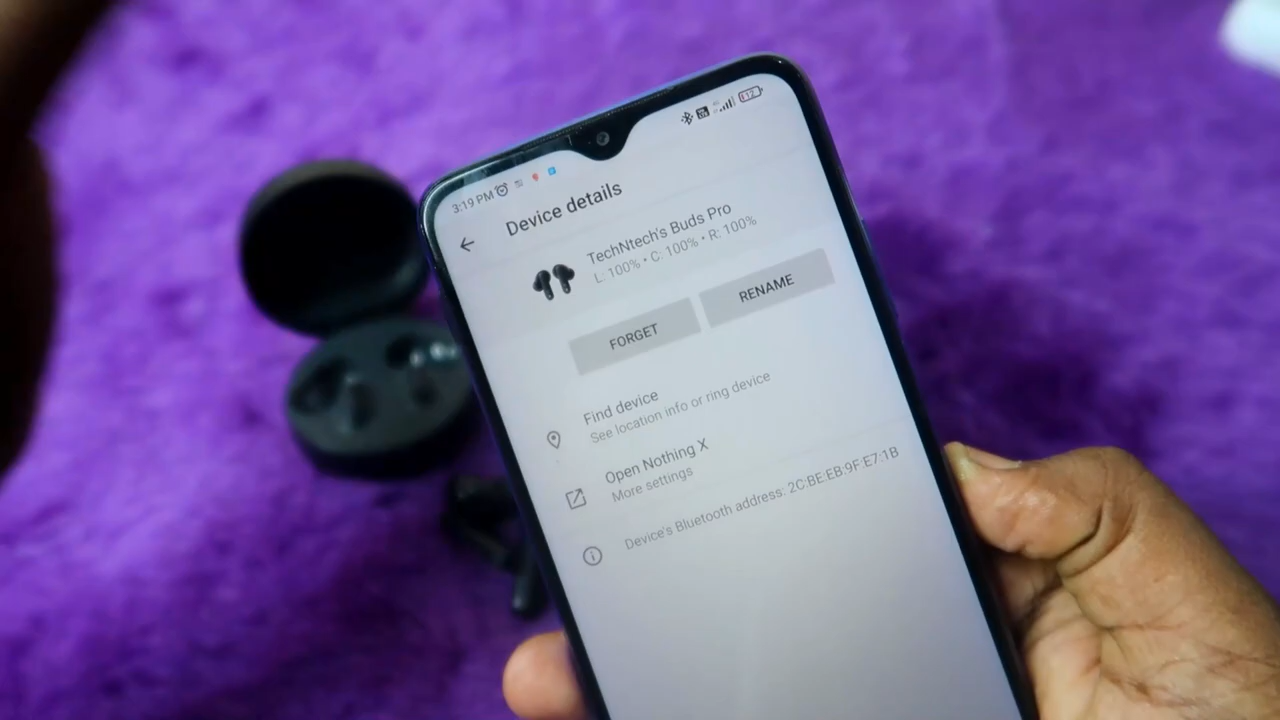 3:19 PM
12
Device details
TechNtech's Buds Pro
L: 100% • C: 100% • R: 100%
FORGET
RENAME
Find device
See location info or ring device
Open Nothing X
More settings
Device's Bluetooth address: 2C:BE:EB:9F:E7:1B